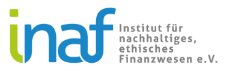 inaf Institut für
nachhaltiges,
ethisches
Finanzwesen e.V.